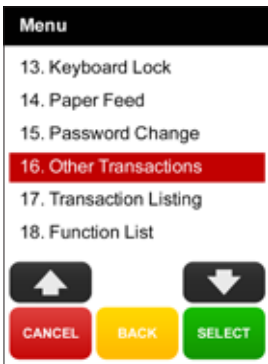 Menu
13. Keyboard Lock
14. Paper Feed
15. Password Change
16. Other Transactions
17. Transaction Listing
18. Function List
CANCEL BACK SELECT